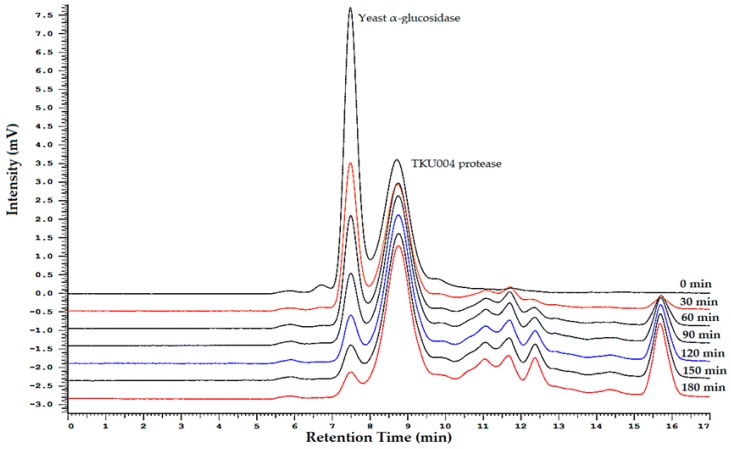 Yeast α-glucosidase
TKU004 protease
Intensity (mV)
7.5
7.0
6.5
6.0
5.5
5.0
4.5
4.0
3.5
3.0
2.5
2.0
1.5
1.0
0.5
0.0
-0.5
-1.0
-1.5
-2.0
-2.5
-3.0
0 min
30 min
60 min
90 min
120 min
150 min
180 min
0 1 2 3 4 5 6 7 8 9 10 11 12 13 14 15 16 17
Retention Time (min)